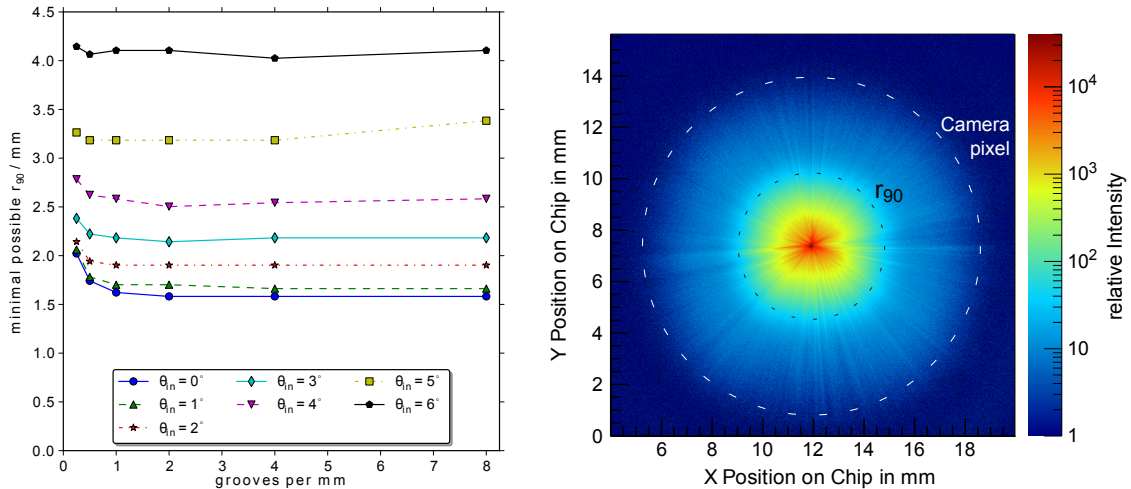 4.5
4.0
3.5
3.0
2.5
2.0
1.5
1.0
0.5
0.0
minimal possible r90 / mm
θin = 0°
θin = 1°
θin = 2°
θin = 3°
θin = 4°
θin = 5°
θin = 6°
0 1 2 3 4 5 6 7 8
grooves per mm
14
12
10
8
6
4
2
0
Y Position on Chip in mm
Camera
pixel
r90
6 8 10 12 14 16 18
X Position on Chip in mm
10^4
10^3
10^2
10
1
relative Intensity